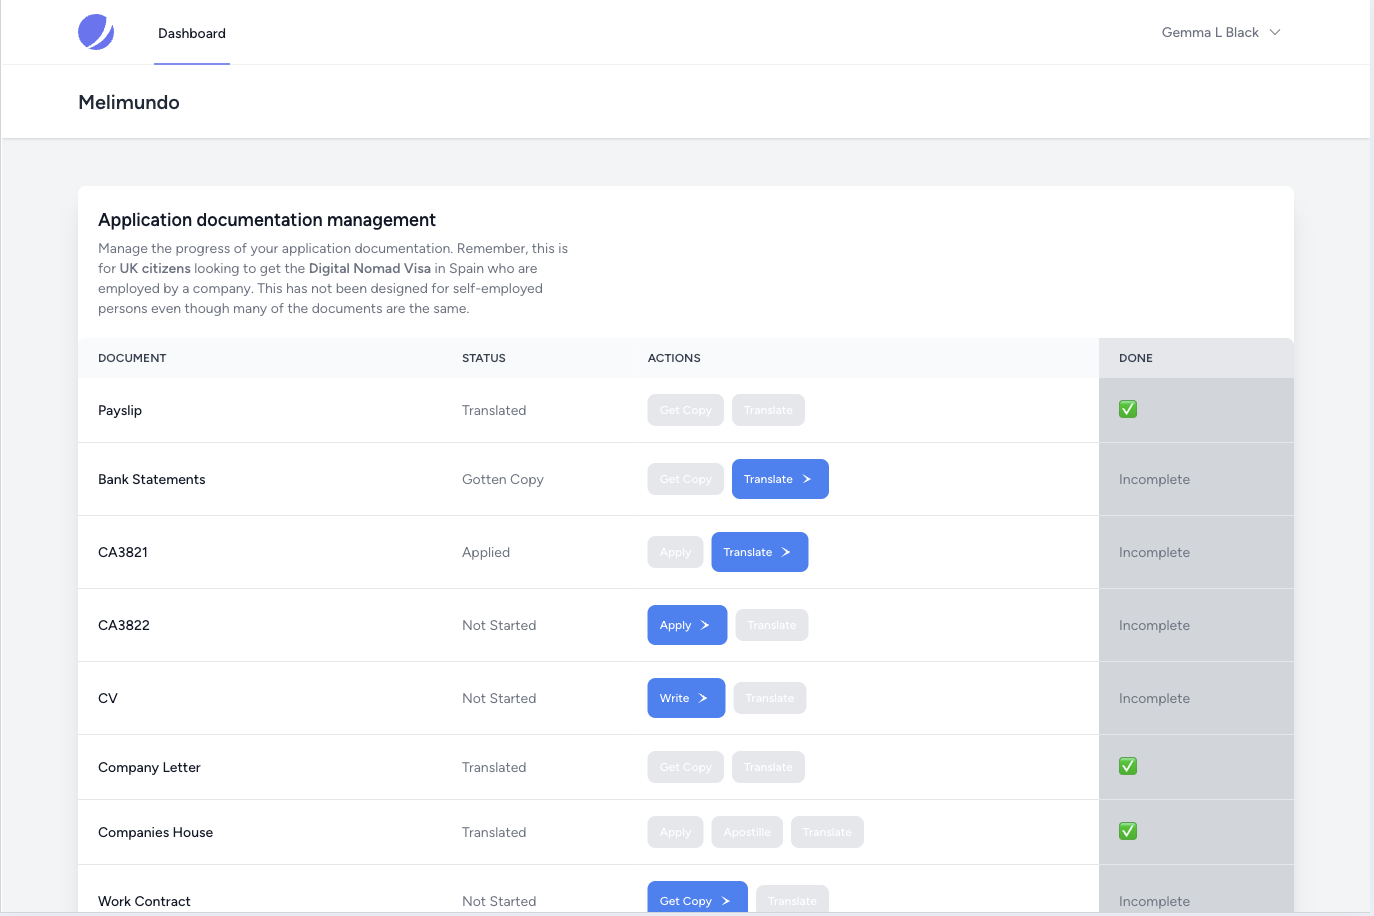 Dashboard
Gemma L Black
Melimundo
Application documentation management
Manage the progress of your application documentation. Remember, this is
for UK citizens looking to get the Digital Nomad Visa in Spain who are
employed by a company. This has not been designed for self-employed
persons even though many of the documents are the same.
DOCUMENT STATUS ACTIONS DONE
Payslip Translated Get Copy Translate ✅
Bank Statements Gotten Copy Get Copy Translate Incomplete
CA3821 Applied Apply Translate Incomplete
CA3822 Not Started Apply Translate Incomplete
CV Not Started Write Translate Incomplete
Company Letter Translated Get Copy Translate ✅
Companies House Translated Apply Apostille Translate ✅
Work Contract Not Started Get Copy Translate Incomplete